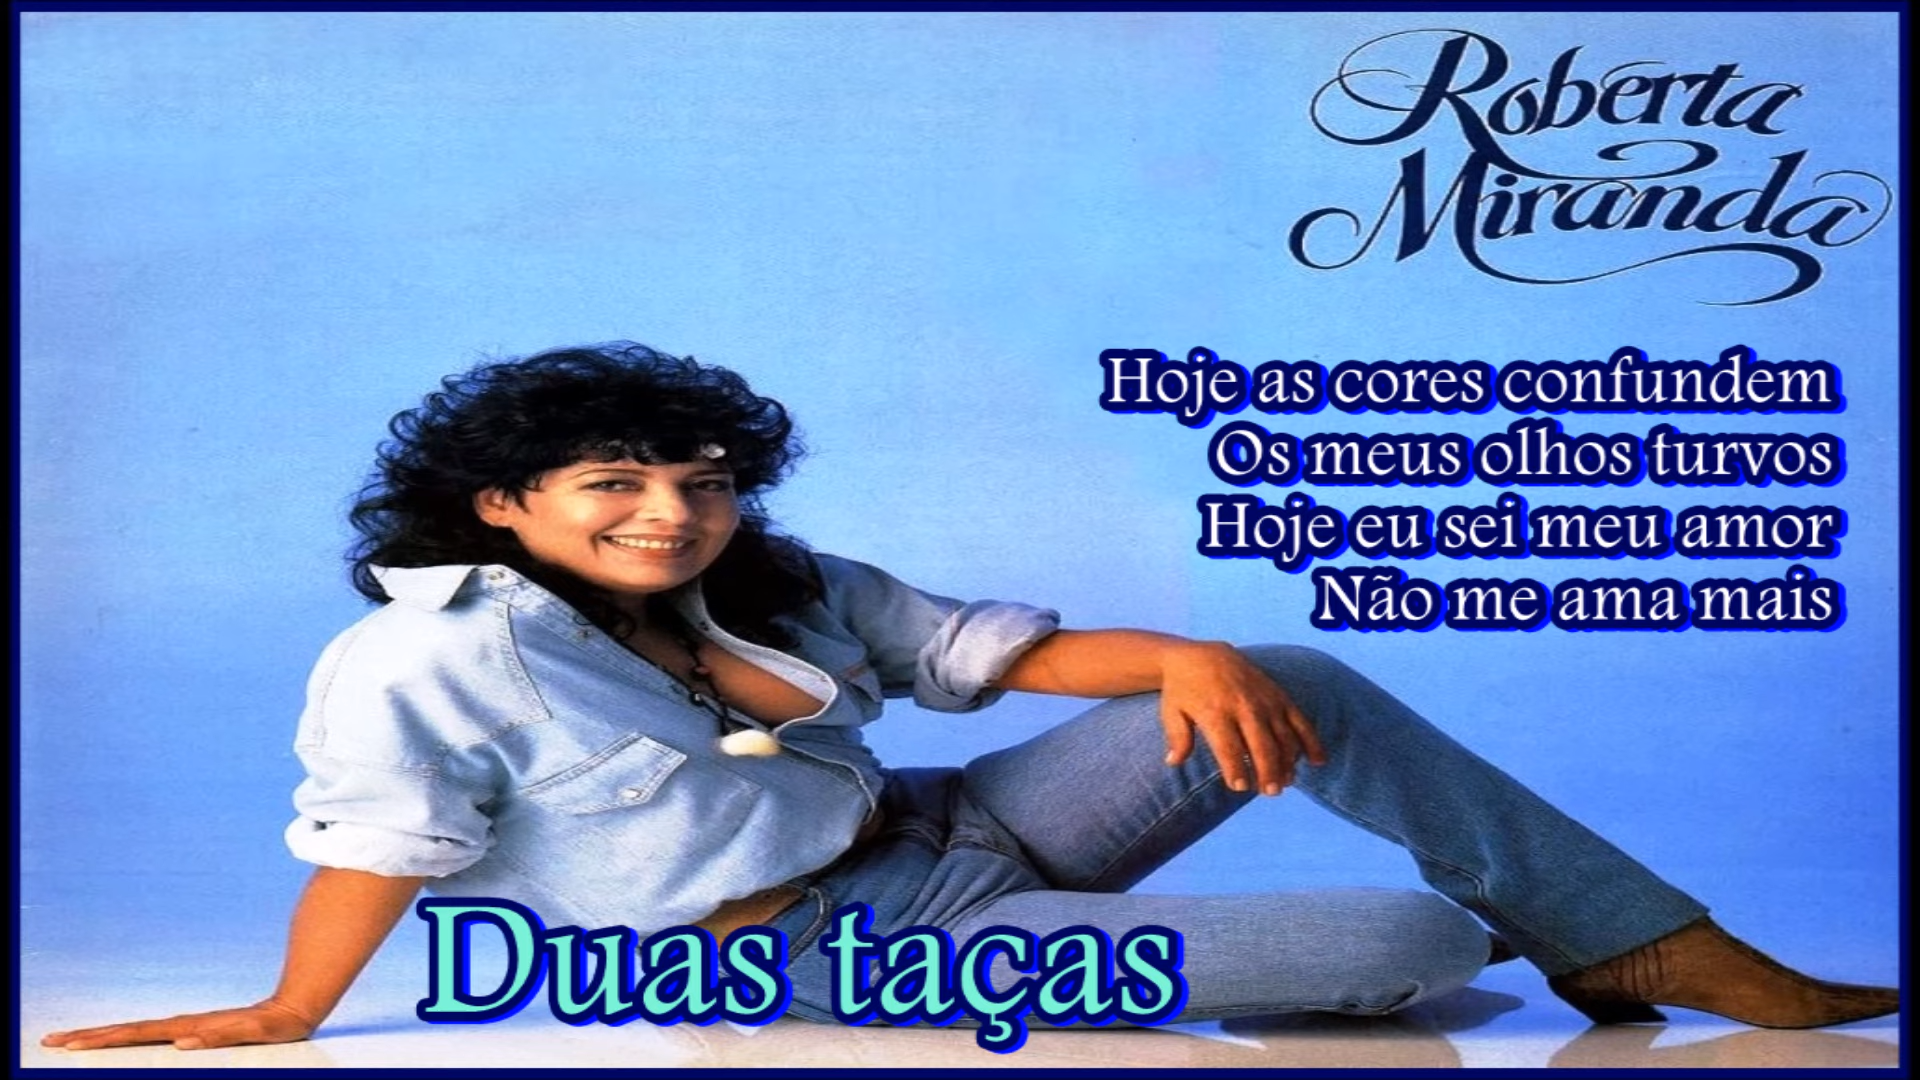 Roberta
Miranda
Hoje as cores confundem
Os meus olhos turvos
Hoje eu sei meu amor
Não me ama mais
Duas taças